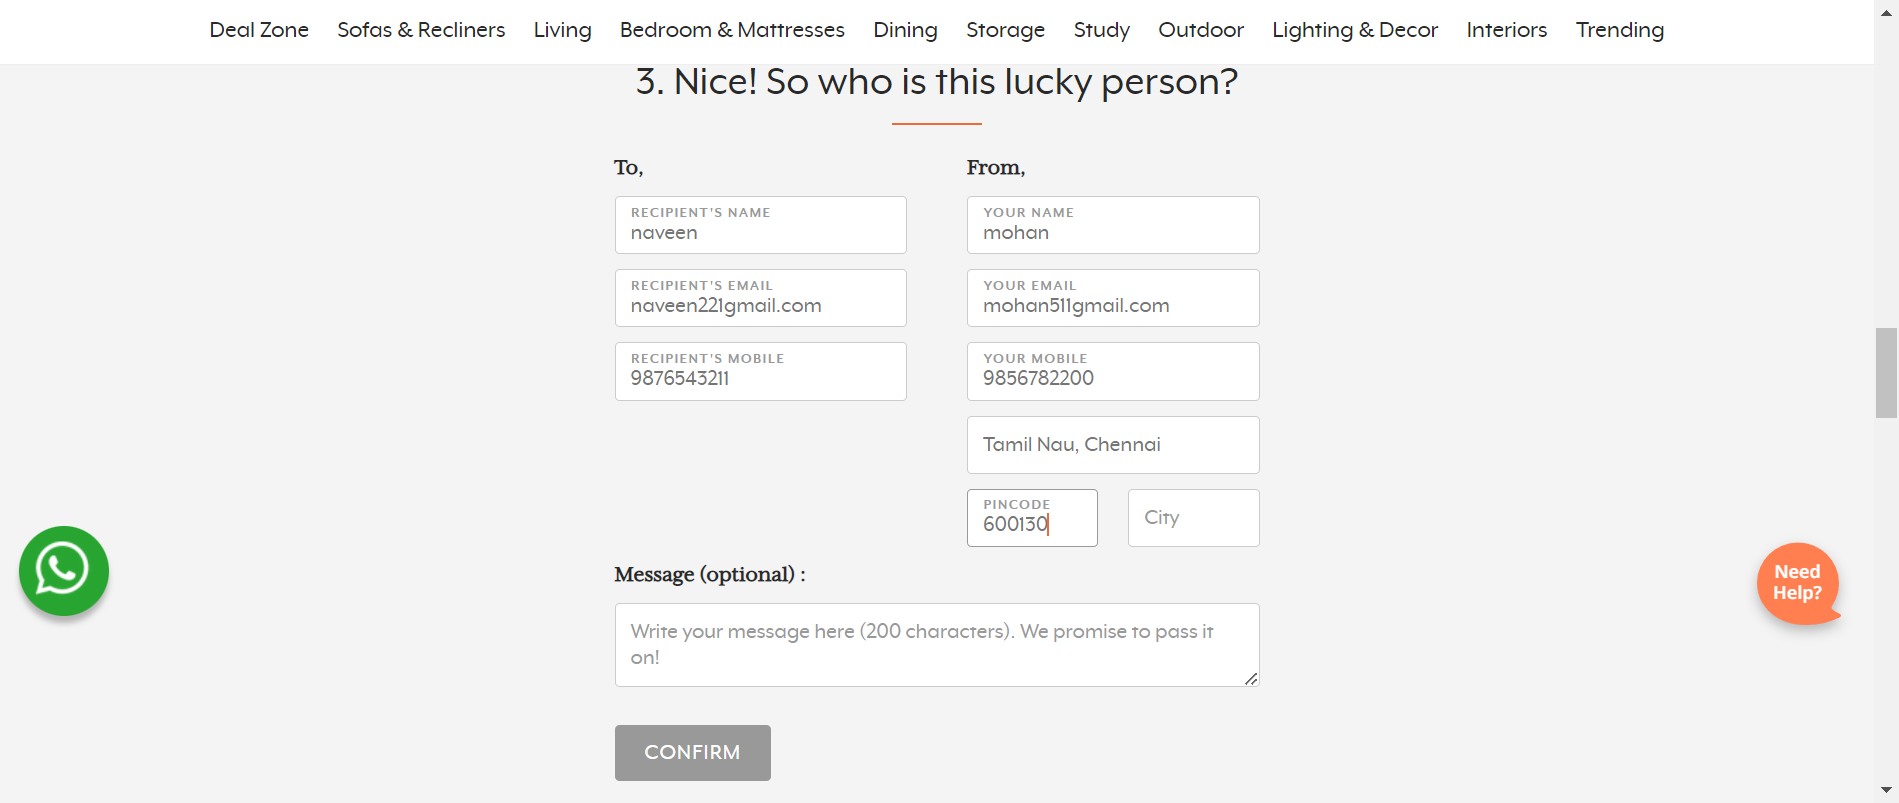 Deal Zone Sofas & Recliners Living Bedroom & Mattresses Dining Storage Study Outdoor Lighting & Decor Interiors Trending
3. Nice! So who is this lucky person?
To,
From,
RECIPIENT'S NAME
naveen
YOUR NAME
mohan
RECIPIENT'S EMAIL
naveen221gmail.com
YOUR EMAIL
mohan511gmail.com
RECIPIENT'S MOBILE
9876543211
YOUR MOBILE
9856782200
Tamil Nau, Chennai
PINCODE
600130
City
Message (optional) :
Write your message here (200 characters). We promise to pass it
on!
CONFIRM
Need
Help?